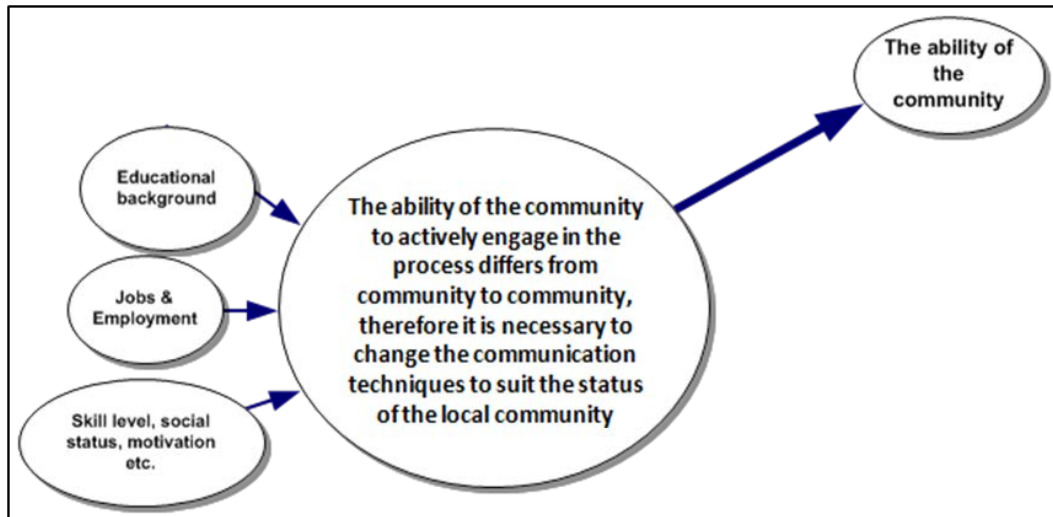 The ability of
the
community
Educational
background
Jobs &
Employment
Skill level, social
status, motivation
etc.
The ability of the community
to actively engage in the
process differs from
community to community,
therefore it is necessary to
change the communication
techniques to suit the status
of the local community